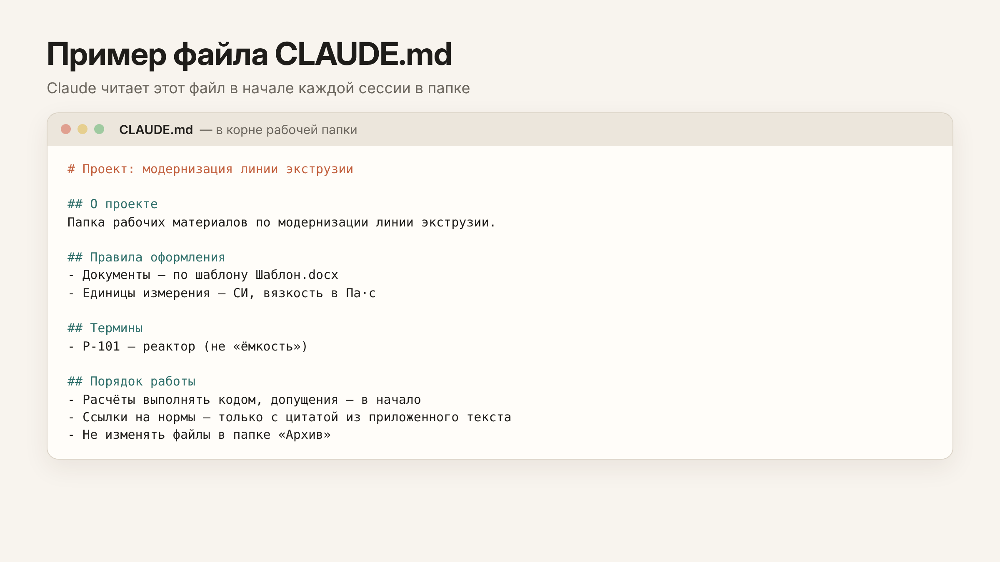 Пример файла CLAUDE.md
Claude читает этот файл в начале каждой сессии в папке
CLAUDE.md — в корне рабочей папки
# Проект: модернизация линии экструзии
## О проекте
Папка рабочих материалов по модернизации линии экструзии.
## Правила оформления
- Документы — по шаблону Шаблон.docx
- Единицы измерения — СИ, вязкость в Па·с
## Термины
- Р-101 — реактор (не «ёмкость»)
## Порядок работы
- Расчёты выполнять кодом, допущения — в начало
- Ссылки на нормы — только с цитатой из приложенного текста
- Не изменять файлы в папке «Архив»